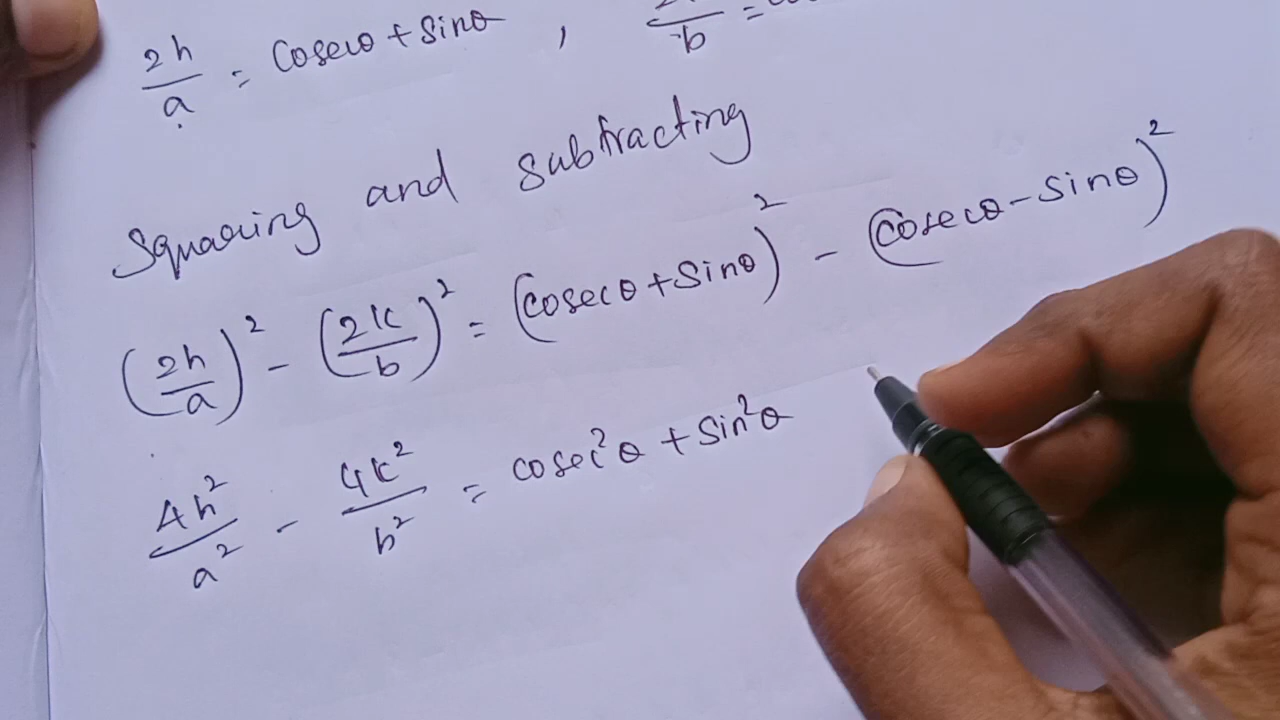 2h/a = Cosecθ + Sinθ , b =
Squaring and subtracting
(2h/a)² - (2k/b)² = (Cosecθ + Sinθ)² - (Cosecθ - Sinθ)²
4h²/a² - 4k²/b² = cosec²θ + Sin²θ